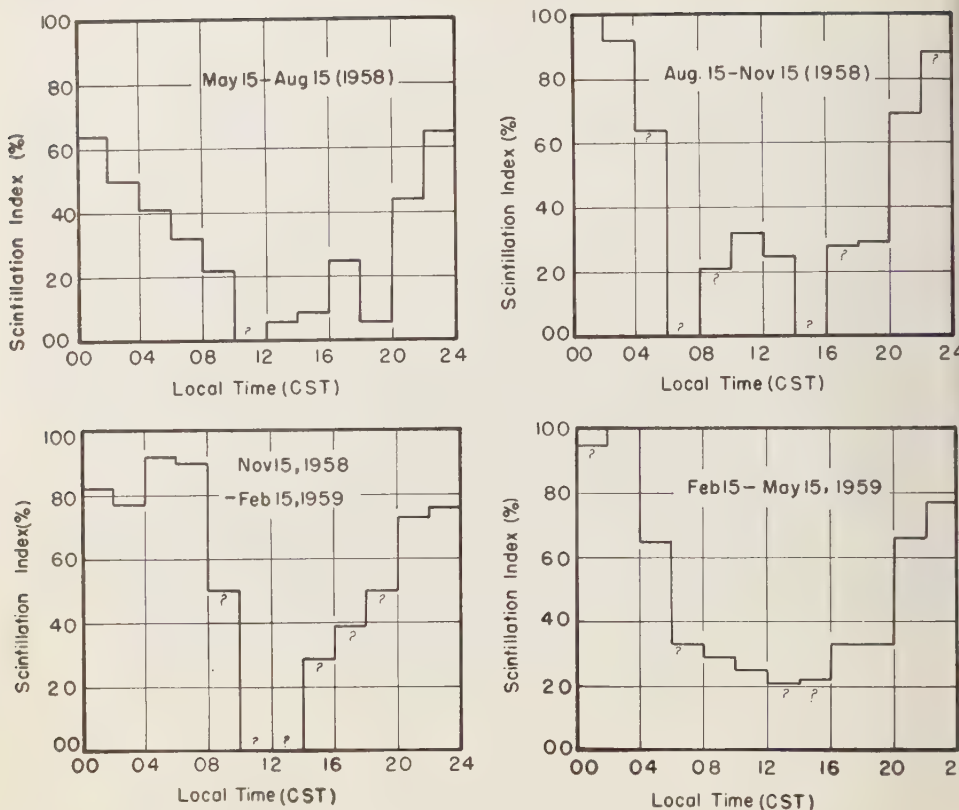 100
80
60
40
20
00
Scintillation Index (%)
May 15 – Aug 15 (1958)
?
00 04 08 12 16 20 24
Local Time (CST)
100
80
60
40
20
00
Scintillation Index (%)
Aug. 15 – Nov 15 (1958)
?
?
?
?
?
?
00 04 08 12 16 20 24
Local Time (CST)
100
80
60
40
20
00
Scintillation Index (%)
Nov 15, 1958
– Feb 15, 1959
?
?
?
?
?
?
00 04 08 12 16 20 24
Local Time (CST)
100
80
60
40
20
00
Scintillation Index (%)
Feb 15 – May 15, 1959
?
?
?
?
00 04 08 12 16 20 2
Local Time (CST)